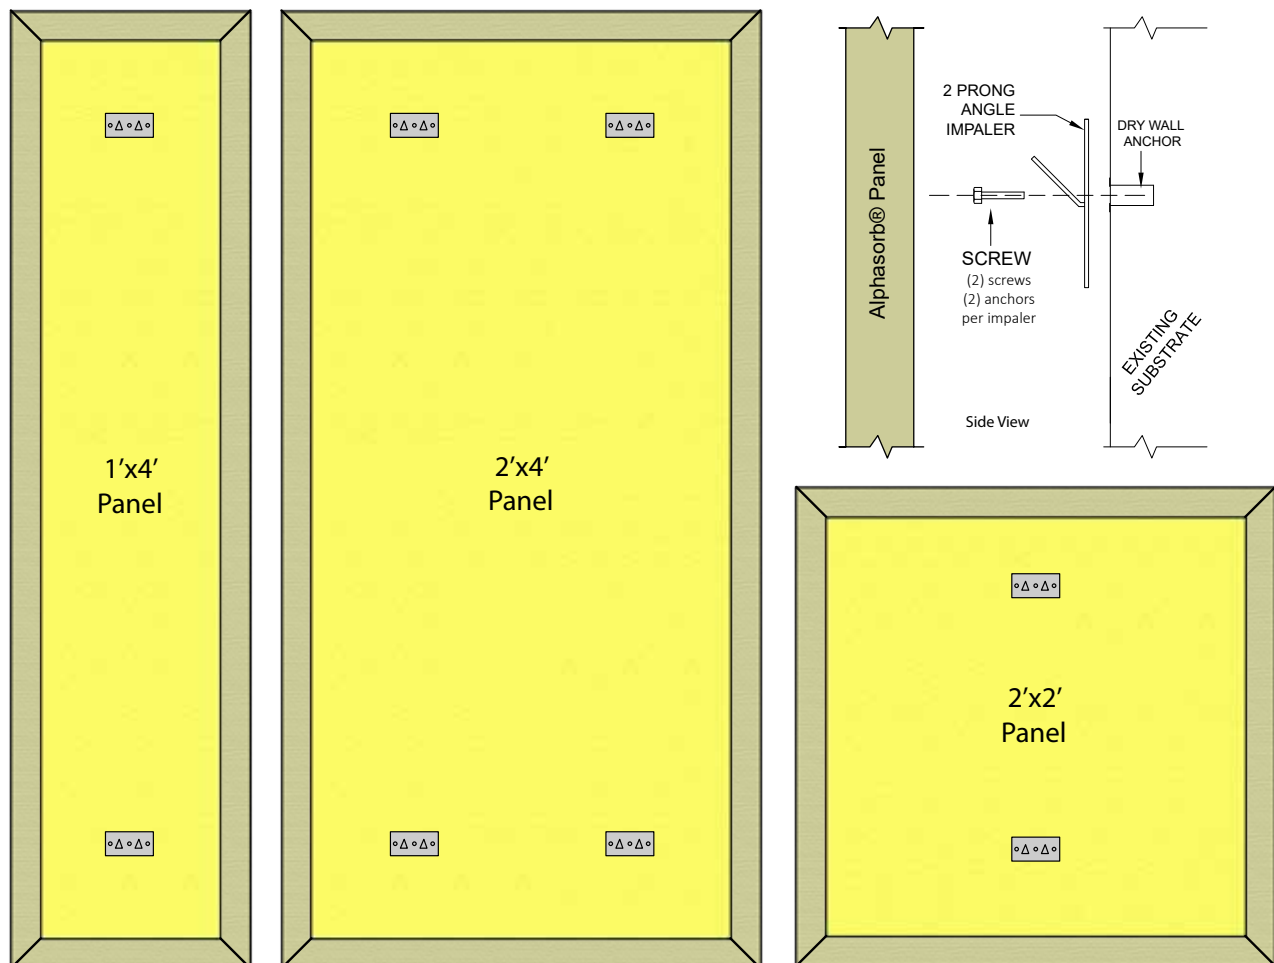 1'x4'
Panel
2'x4'
Panel
Alphasorb® Panel
2 PRONG
ANGLE
IMPALER
DRY WALL
ANCHOR
SCREW
(2) screws
(2) anchors
per impaler
EXISTING
SUBSTRATE
Side View
2'x2'
Panel